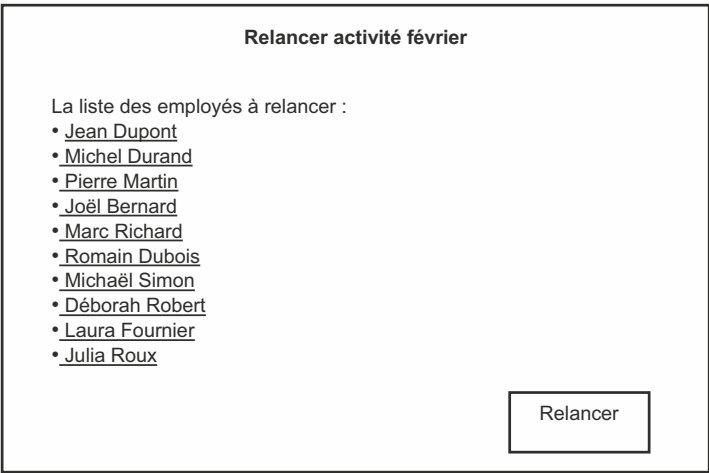 Relancer activité février
La liste des employés à relancer :
• Jean Dupont
• Michel Durand
• Pierre Martin
• Joël Bernard
• Marc Richard
• Romain Dubois
• Michaël Simon
• Déborah Robert
• Laura Fournier
• Julia Roux
Relancer